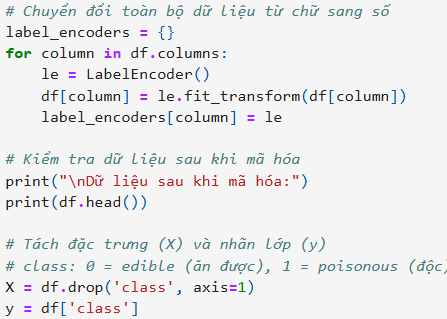 # Chuyển đổi toàn bộ dữ liệu từ chữ sang số
label_encoders = {}
for column in df.columns:
    le = LabelEncoder()
    df[column] = le.fit_transform(df[column])
    label_encoders[column] = le

# Kiểm tra dữ liệu sau khi mã hóa
print("\nDữ liệu sau khi mã hóa:")
print(df.head())

# Tách đặc trưng (X) và nhãn lớp (y)
# class: 0 = edible (ăn được), 1 = poisonous (độc)
X = df.drop('class', axis=1)
y = df['class']